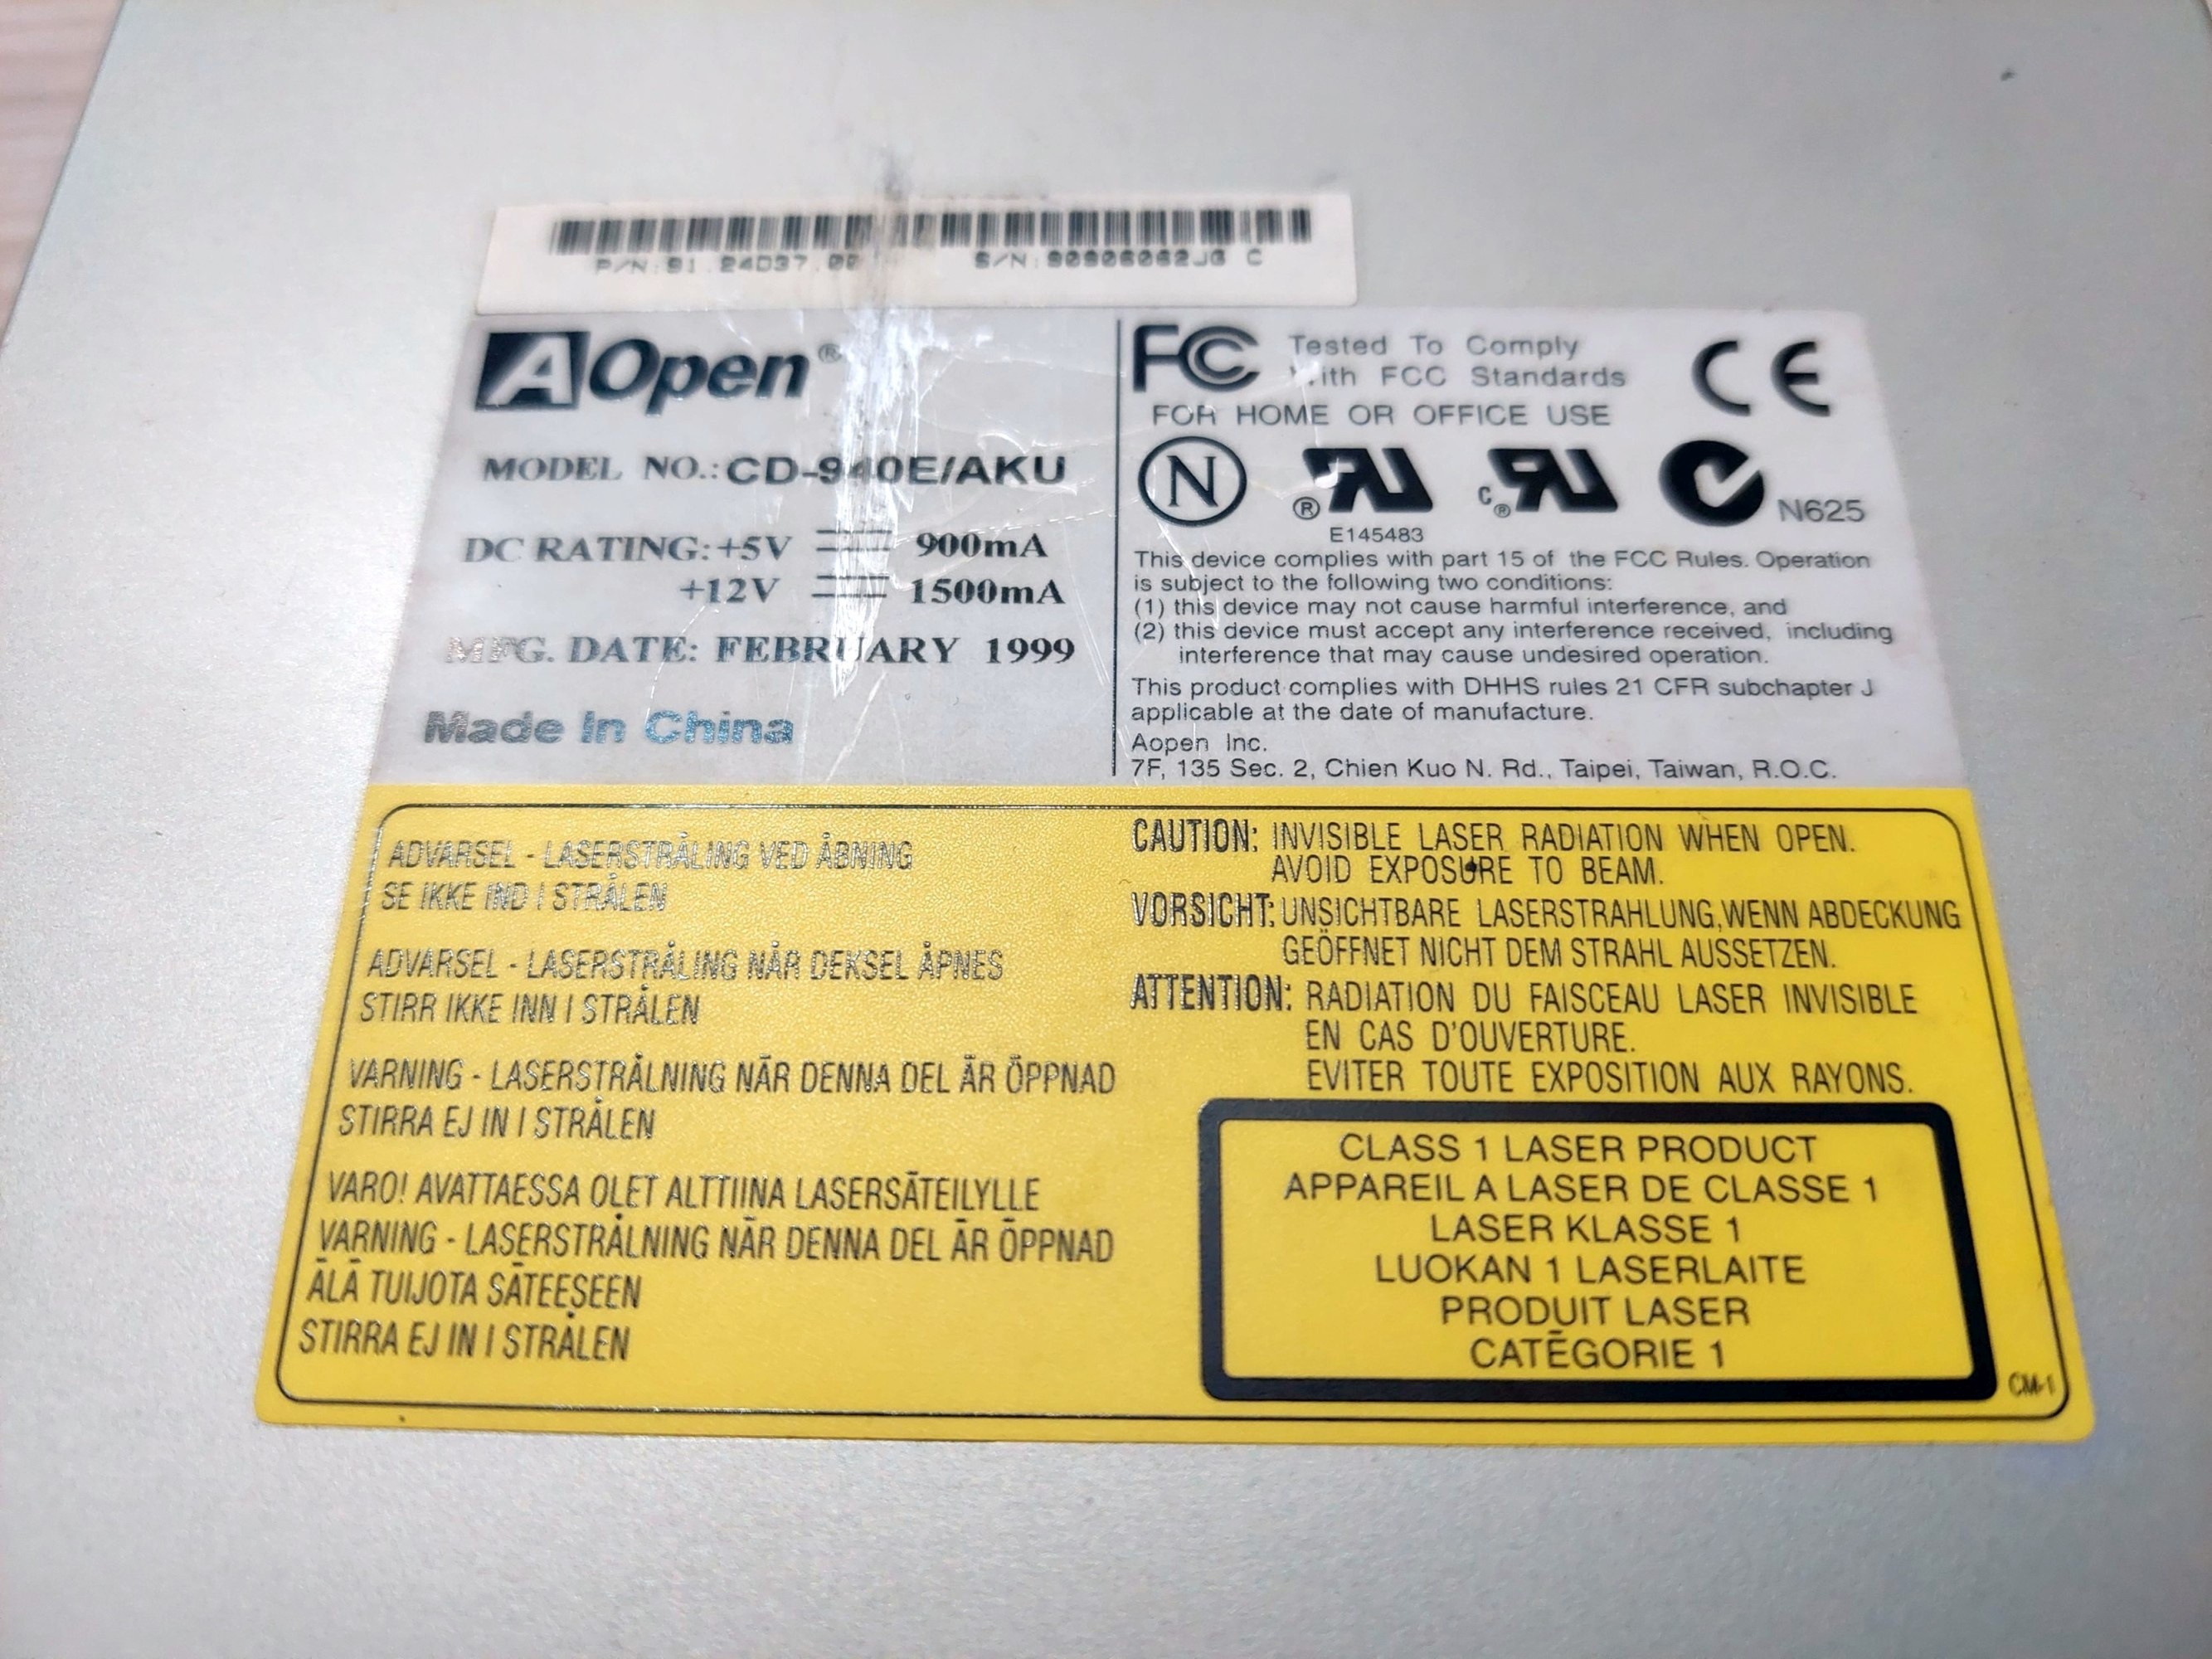 P/N:91.24D37.00 S/N:90906062JG C
AOpen®
MODEL NO.: CD-940E/AKU
DC RATING: +5V 900mA
+12V 1500mA
MFG. DATE: FEBRUARY 1999
Made In China
FC Tested To Comply
With FCC Standards
FOR HOME OR OFFICE USE
CE
N
® RU
E145483
C ® RU
N625
This device complies with part 15 of the FCC Rules. Operation
is subject to the following two conditions:
(1) this device may not cause harmful interference, and
(2) this device must accept any interference received, including
interference that may cause undesired operation.
This product complies with DHHS rules 21 CFR subchapter J
applicable at the date of manufacture.
Aopen Inc.
7F, 135 Sec. 2, Chien Kuo N. Rd., Taipei, Taiwan, R.O.C.
ADVARSEL - LASERSTRÅLING VED ÅBNING
SE IKKE IND I STRÅLEN
ADVARSEL - LASERSTRÅLING NÅR DEKSEL ÅPNES
STIRR IKKE INN I STRÅLEN
VARNING - LASERSTRÅLNING NÄR DENNA DEL ÄR ÖPPNAD
STIRRA EJ IN I STRÅLEN
VARO! AVATTAESSA OLET ALTTIINA LASERSÄTEILYLLE
VARNING - LASERSTRÅLNING NÄR DENNA DEL ÄR ÖPPNAD
ÄLÄ TUIJOTA SÄTEESEEN
STIRRA EJ IN I STRÅLEN
CAUTION: INVISIBLE LASER RADIATION WHEN OPEN.
AVOID EXPOSURE TO BEAM.
VORSICHT: UNSICHTBARE LASERSTRAHLUNG,WENN ABDECKUNG
GEÖFFNET NICHT DEM STRAHL AUSSETZEN.
ATTENTION: RADIATION DU FAISCEAU LASER INVISIBLE
EN CAS D'OUVERTURE.
EVITER TOUTE EXPOSITION AUX RAYONS.
CLASS 1 LASER PRODUCT
APPAREIL A LASER DE CLASSE 1
LASER KLASSE 1
LUOKAN 1 LASERLAITE
PRODUIT LASER
CATĒGORIE 1
CM-1